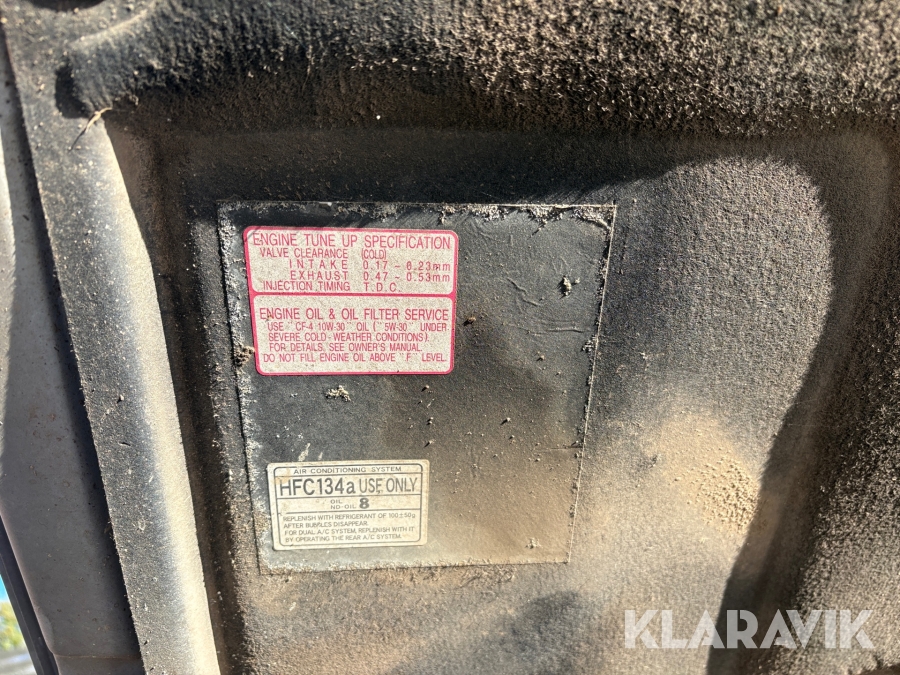 ENGINE TUNE UP SPECIFICATION
VALVE CLEARANCE (COLD)
INTAKE 0.17 ~ 0.23mm
EXHAUST 0.47 ~ 0.53mm
INJECTION TIMING T.D.C.
ENGINE OIL & OIL FILTER SERVICE
USE "CF-4 10W-30" OIL ("5W-30" UNDER
SEVERE COLD-WEATHER CONDITIONS).
FOR DETAILS, SEE OWNER'S MANUAL.
DO NOT FILL ENGINE OIL ABOVE "F" LEVEL.
AIR CONDITIONING SYSTEM
HFC134a USE ONLY
OIL
ND-OIL 8
REPLENISH WITH REFRIGERANT OF 100±50g
AFTER BUBBLES DISAPPEAR.
FOR DUAL A/C SYSTEM, REPLENISH WITH IT
BY OPERATING THE REAR A/C SYSTEM.
KLARAVIK